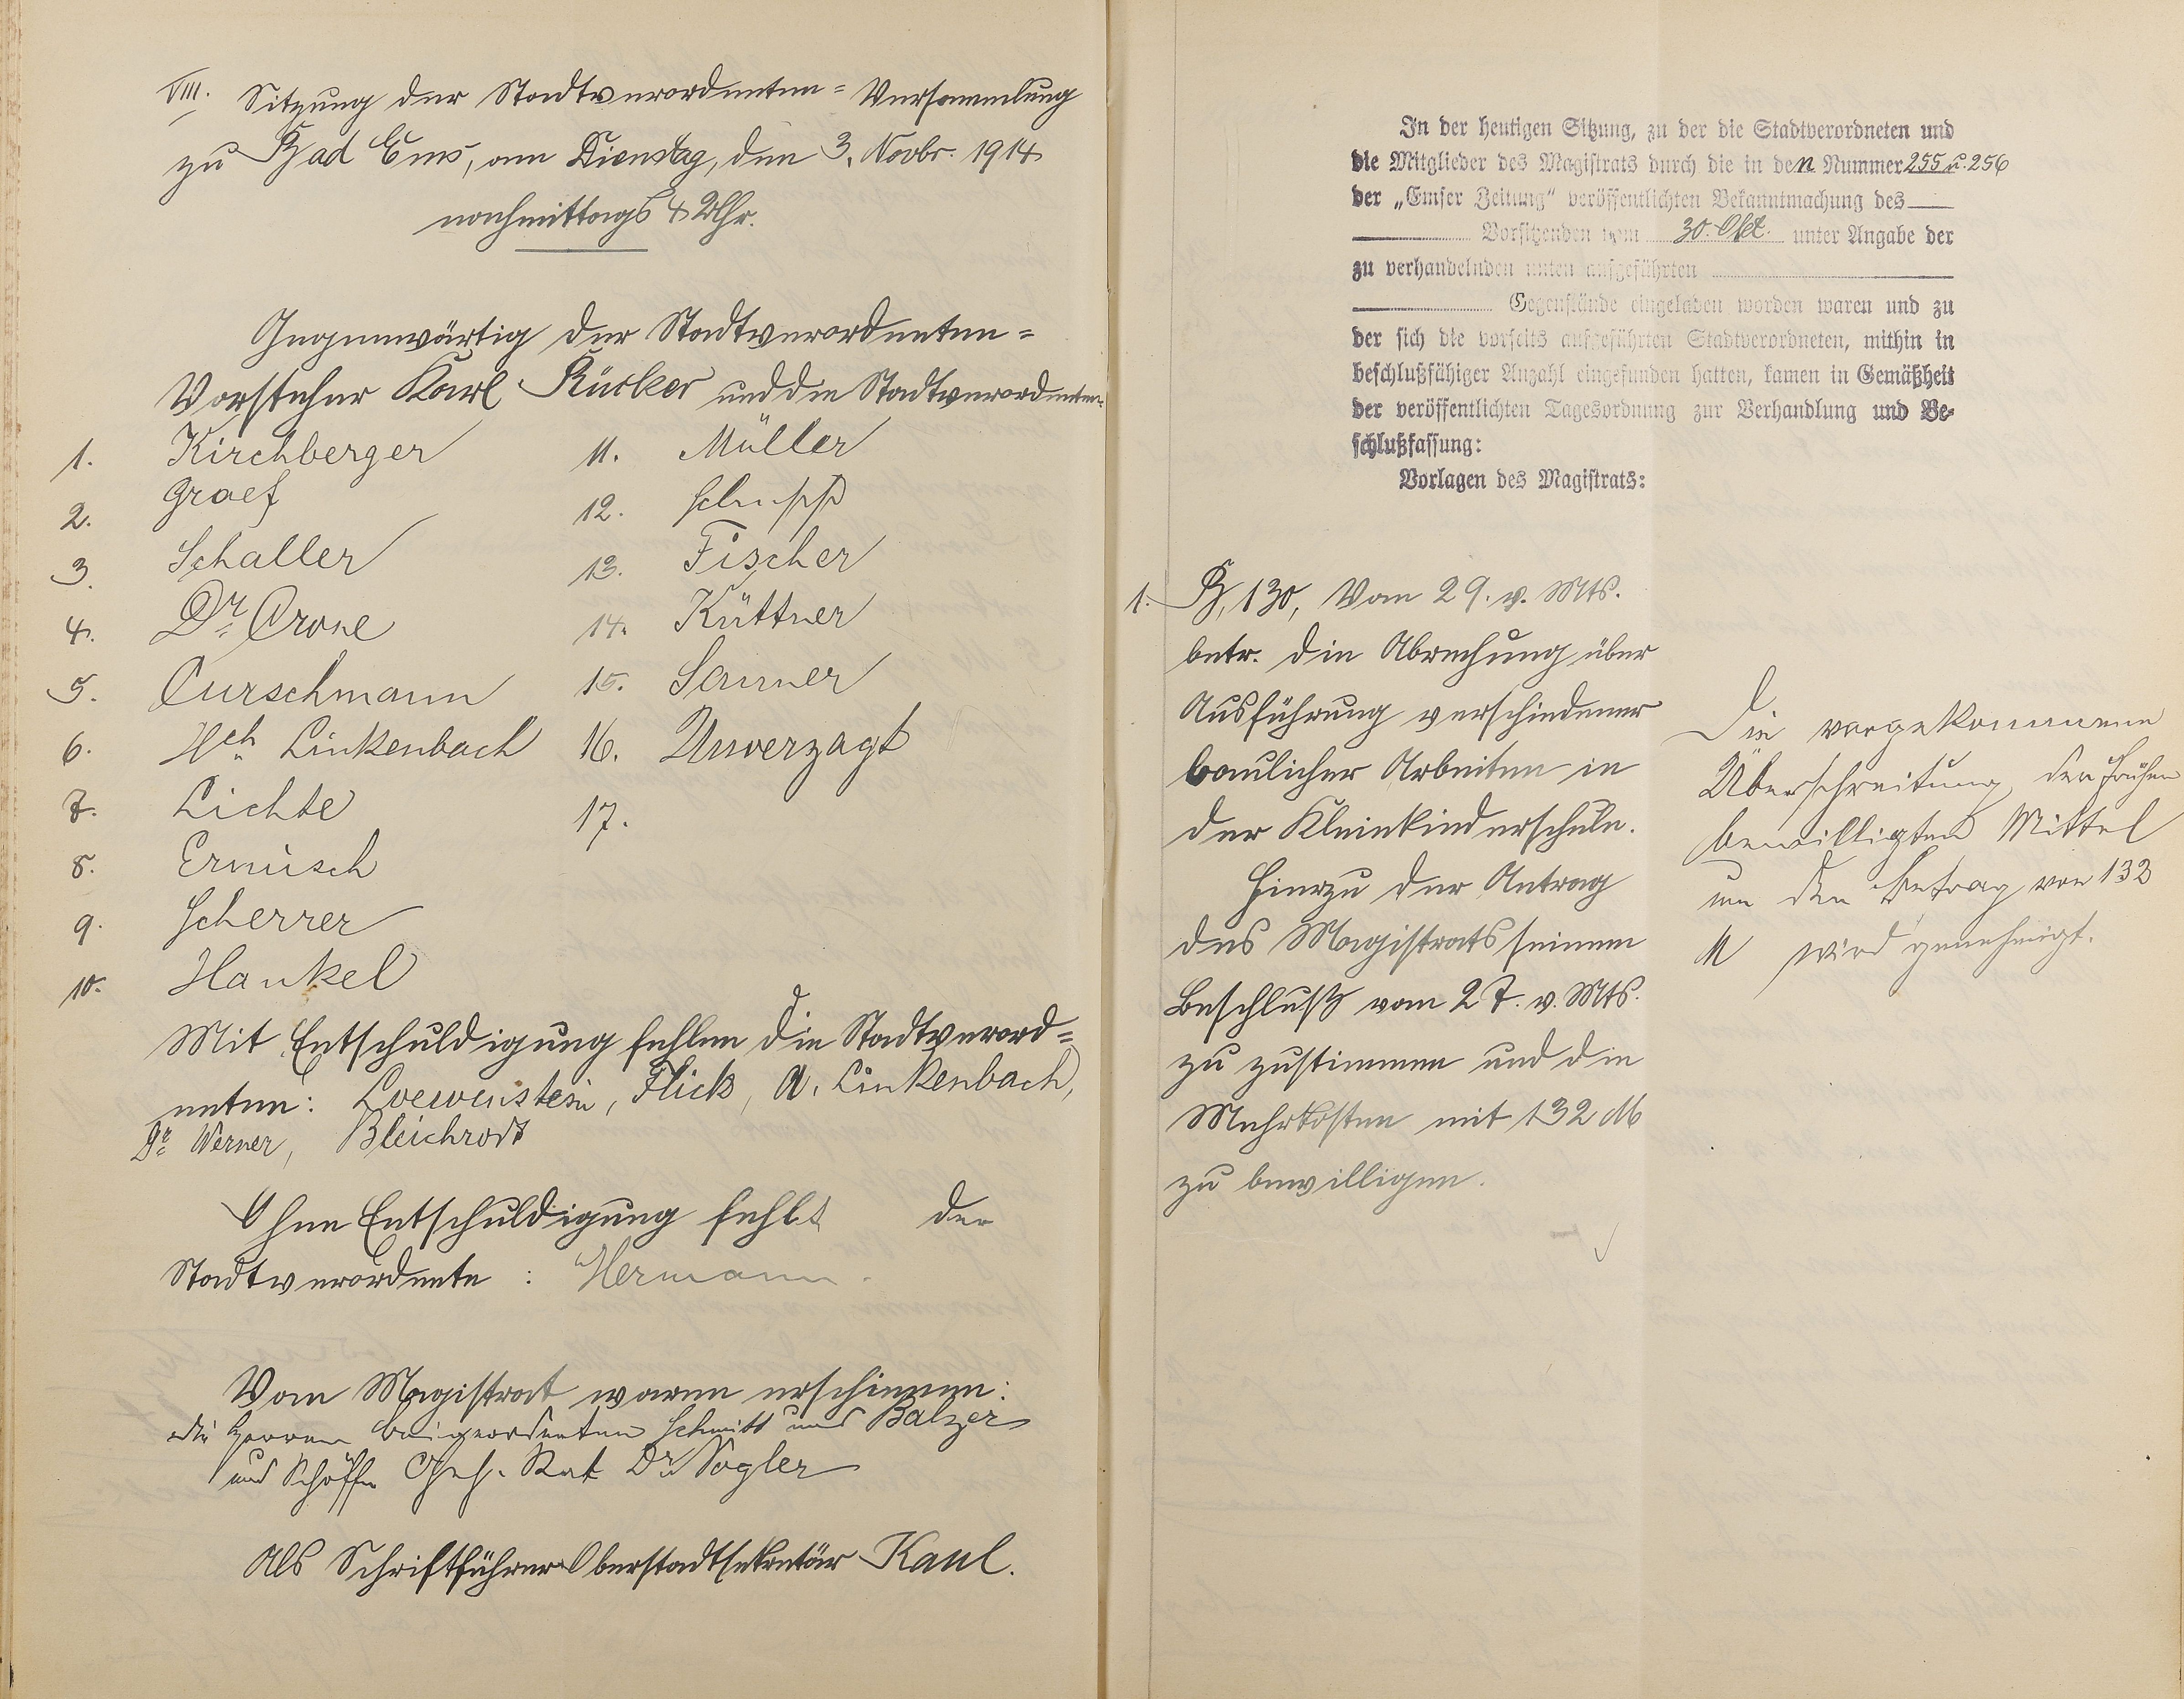 VIII. Sitzung der Stadtverordneten= Versammlung
zu Bad Ems, am Dienstag, den 3. Novbr. 1914
nachmittags 4 Uhr.
Gegenwärtig der Stadtverordneten=
Vorsteher Karl Rücker und die Stadtverordneten:
1. Kirchberger
2. Graef
3. Schaller
4. Dr. Crone
5. Curschmann
6. Hch. Linkenbach
7. Lichte
8. Ermisch
9. Scherrer
10. Hankel
11. Müller
12. Schupp
13. Fischer
14. Küttner
15. Sanner
16. Unverzagt
17.
Mit Entschuldigung fehlen die Stadtverord=
neten: Loewenstein, Flick, A. Linkenbach,
Dr. Werner, Bleichrodt
Ohne Entschuldigung fehlt der
Stadtverordnete: Hermann.
Vom Magistrat waren erschienen:
die Herren Beigeordneten Schmitt und Balzer
und Schöffe Geh. Rat Dr. Vogler
Als Schriftführer Oberstadtsekretär Kaul.
In der heutigen Sitzung, zu der die Stadtverordneten und
die Mitglieder des Magistrats durch die in den Nummer 255 u. 256
der „Emser Zeitung“ veröffentlichten Bekanntmachung des
Vorsitzenden vom 30. Okt. unter Angabe der
zu verhandelnden unten aufgeführten
Gegenstände eingeladen worden waren und zu
der sich die vorseits aufgeführten Stadtverordneten, mithin in
beschlußfähiger Anzahl eingefunden hatten, kamen in Gemäßheit
der veröffentlichten Tagesordnung zur Verhandlung und Be-
schlußfassung:
Vorlagen des Magistrats:
1. B, 130, Vom 29. v. Mts.
betr. die Abrechung über
Ausführung verschiedener
baulicher Arbeiten in
der Kleinkinderschule.
Hierzu der Antrag
des Magistrats seinem
Beschluß vom 27. v. Mts.
zu zustimmen und die
Mehrkosten mit 132 M
zu bewilligen.
Die vorgekommene
Überschreitung der früher
bewilligten Mittel
um den Betrag von 132
M wird genehmigt.